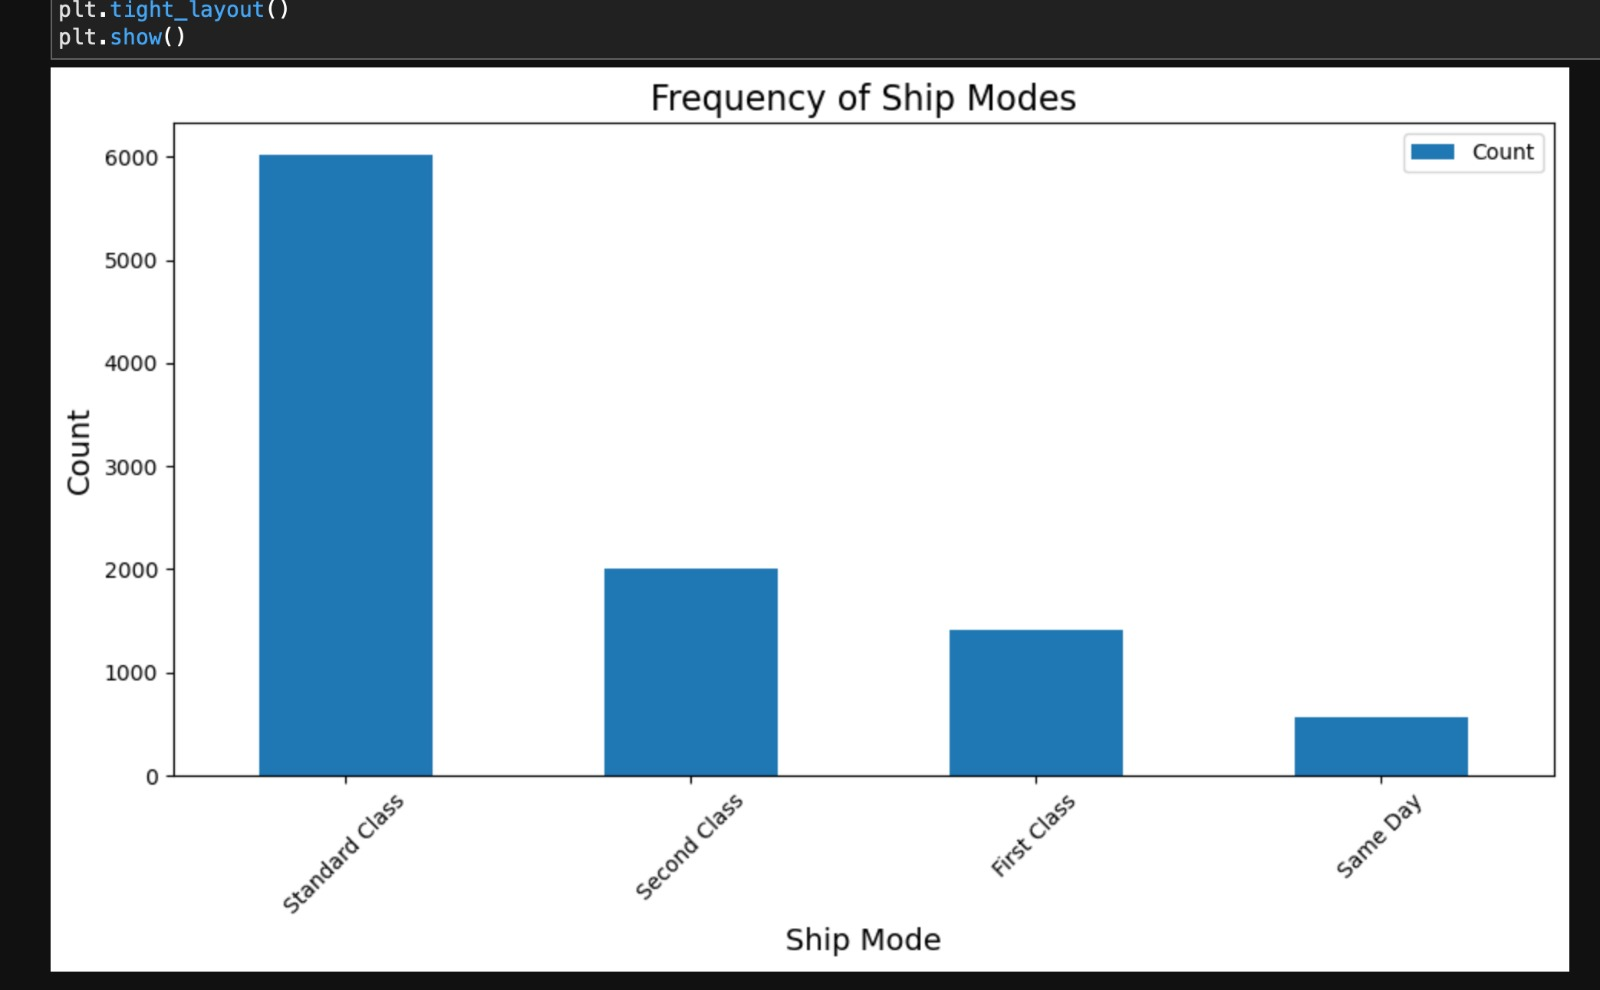 plt.tight_layout()
plt.show()
Frequency of Ship Modes
Count
6000
5000
4000
3000
2000
1000
0
Count
Standard Class
Second Class
First Class
Same Day
Ship Mode